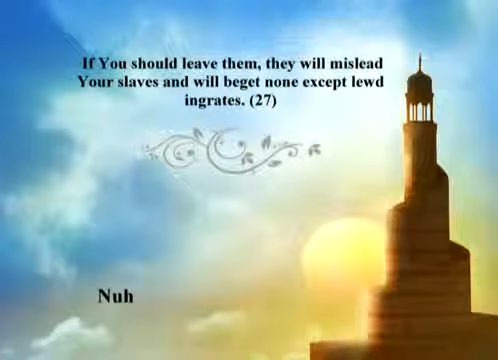 If You should leave them, they will mislead
Your slaves and will beget none except lewd
ingrates. (27)
Nuh